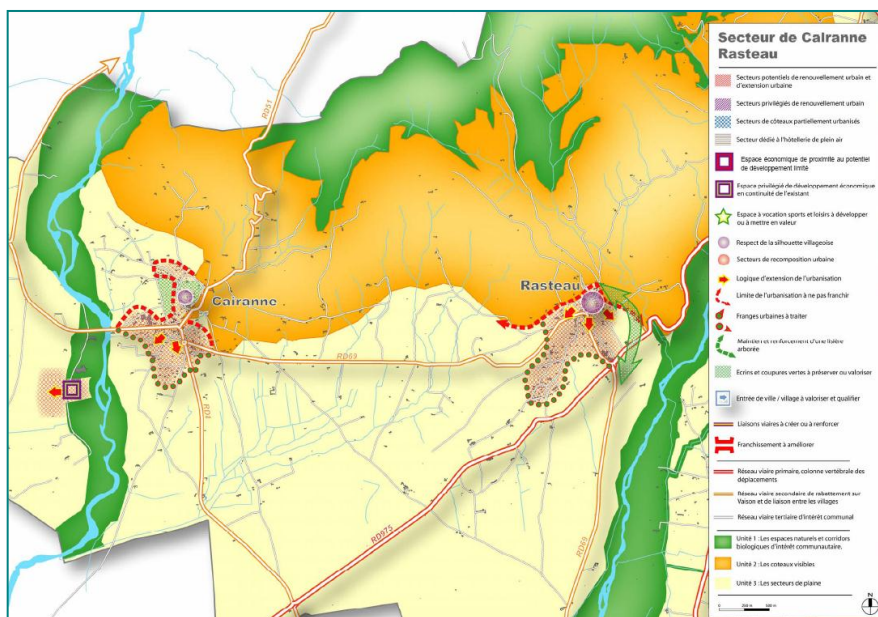 Secteur de Cairanne
Rasteau
Secteurs potentiels de renouvellement urbain et
d'extension urbaine
Secteurs privilégiés de renouvellement urbain
Secteurs de côteaux partiellement urbanisés
Secteur dédié à l'hôtellerie de plein air
Espace économique de proximité au potentiel
de développement limité
Espace privilégié de développement économique
en continuité de l'existant
Espace à vocation sports et loisirs à développer
ou à mettre en valeur
Respect de la silhouette villageoise
Secteurs de recomposition urbaine
Logique d'extension de l'urbanisation
Limite de l'urbanisation à ne pas franchir
Franges urbaines à traiter
Maintien et renforcement d'une lisière
arborée
Ecrins et coupures vertes à préserver ou valoriser
Entrée de ville / village à valoriser et qualifier
Liaisons viaires à créer ou à renforcer
Franchissement à améliorer
Réseau viaire primaire, colonne vertébrale des
déplacements
Réseau viaire secondaire de rabattement sur
Vaison et de liaison entre les villages
Réseau viaire tertiaire d'intérêt communal
Unité 1 : Les espaces naturels et corridors
biologiques d'intérêt communautaire.
Unité 2 : Les coteaux visibles
Unité 3 : Les secteurs de plaine
N
RD51
Cairanne
Rasteau
RD69
RD975
RD69